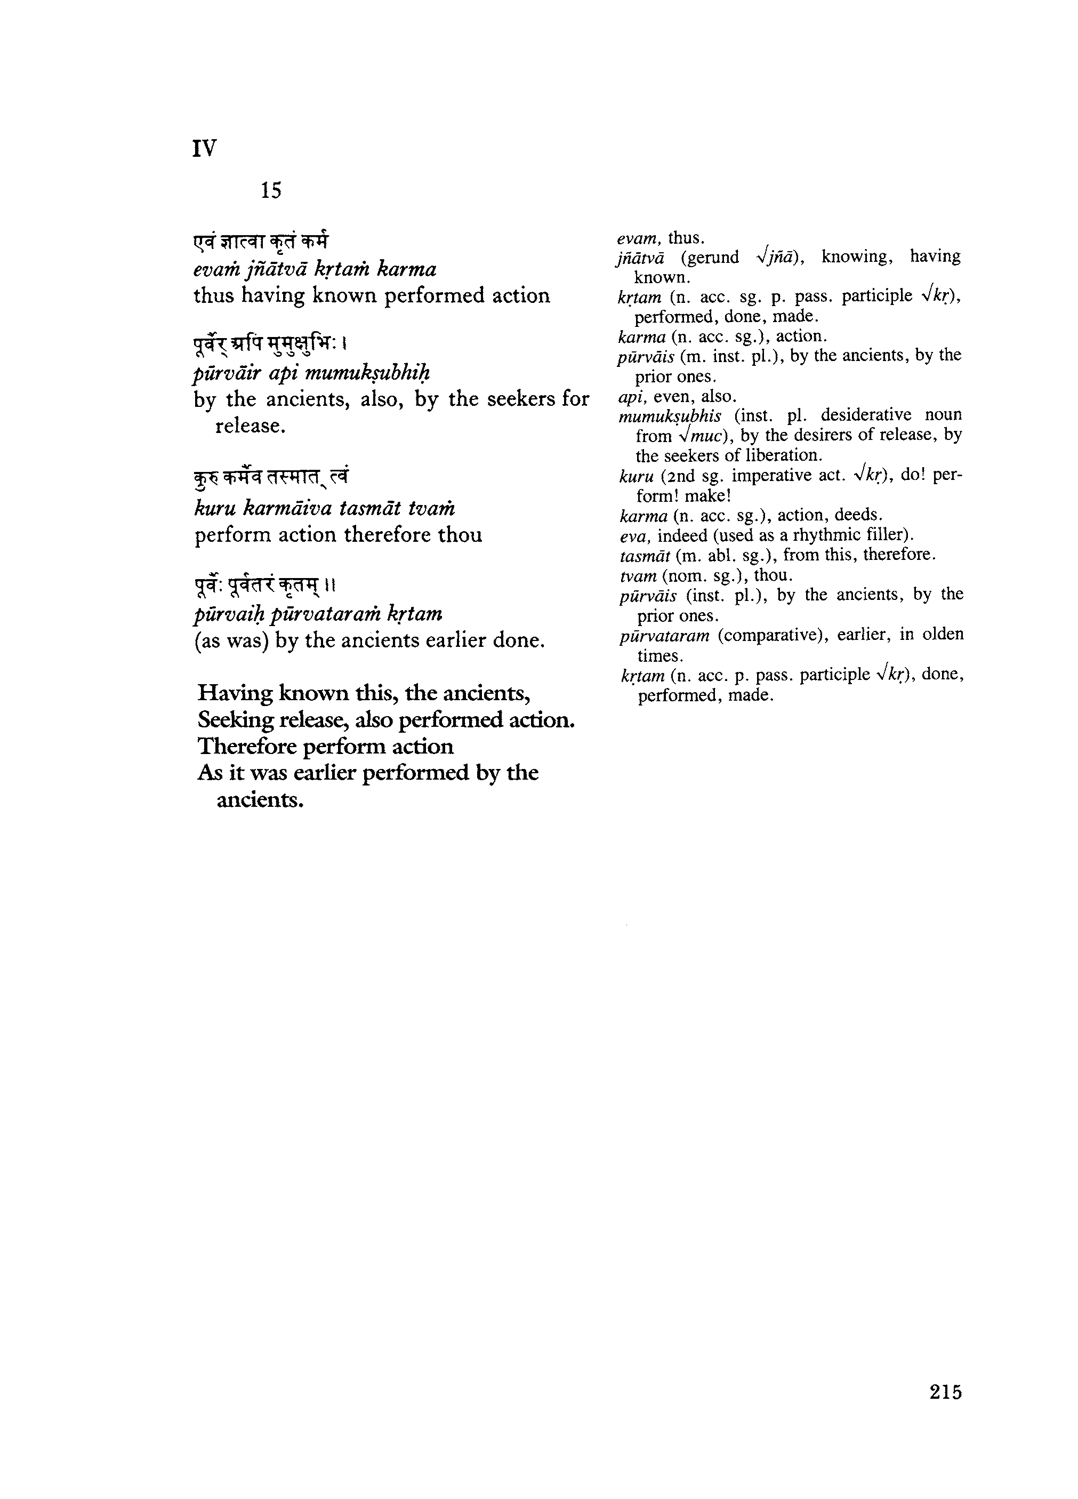 IV
15
एवं ज्ञात्वा कृतं कर्म
evaṁ jñātvā kṛtaṁ karma
thus having known performed action
पूर्वैर् अपि मुमुक्षुभिः ।
pūrvāir api mumukṣubhiḥ
by the ancients, also, by the seekers for
release.
कुरु कर्मैव तस्मात् त्वं
kuru karmāiva tasmāt tvaṁ
perform action therefore thou
पूर्वैः पूर्वतरं कृतम् ॥
pūrvaiḥ pūrvataraṁ kṛtam
(as was) by the ancients earlier done.
Having known this, the ancients,
Seeking release, also performed action.
Therefore perform action
As it was earlier performed by the
ancients.
evam, thus.
jñātvā (gerund √jñā), knowing, having
known.
kṛtam (n. acc. sg. p. pass. participle √kṛ),
performed, done, made.
karma (n. acc. sg.), action.
pūrvāis (m. inst. pl.), by the ancients, by the
prior ones.
api, even, also.
mumukṣubhis (inst. pl. desiderative noun
from √muc), by the desirers of release, by
the seekers of liberation.
kuru (2nd sg. imperative act. √kṛ), do! per-
form! make!
karma (n. acc. sg.), action, deeds.
eva, indeed (used as a rhythmic filler).
tasmāt (m. abl. sg.), from this, therefore.
tvam (nom. sg.), thou.
pūrvāis (inst. pl.), by the ancients, by the
prior ones.
pūrvataram (comparative), earlier, in olden
times.
kṛtam (n. acc. p. pass. participle √kṛ), done,
performed, made.
215